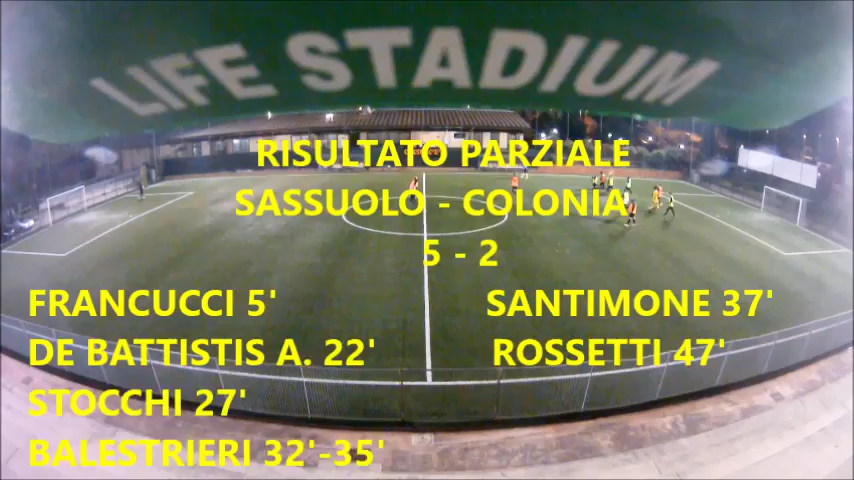 LIFE STADIUM
RISULTATO PARZIALE
SASSUOLO - COLONIA
5 - 2
FRANCUCCI 5' SANTIMONE 37'
DE BATTISTIS A. 22' ROSSETTI 47'
STOCCHI 27'
BALESTRIERI 32'-35'